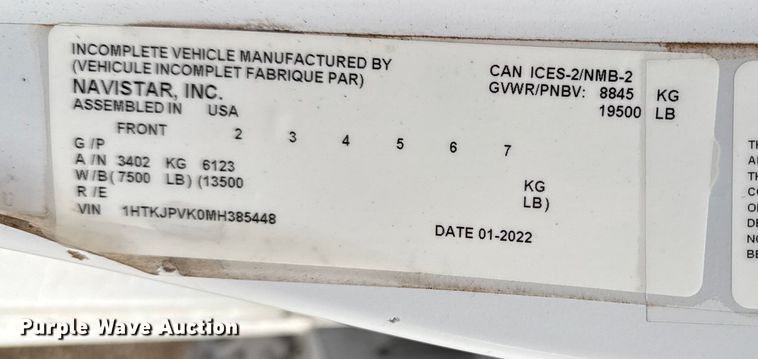 INCOMPLETE VEHICLE MANUFACTURED BY
(VEHICULE INCOMPLET FABRIQUE PAR)
NAVISTAR, INC.
ASSEMBLED IN USA
CAN ICES-2/NMB-2
GVWR/PNBV: 8845 KG
19500 LB
FRONT 2 3 4 5 6 7
G /P
A /N 3402 KG 6123 KG
W/B( 7500 LB) (13500 LB)
R /E
VIN 1HTKJPVK0MH385448
DATE 01-2022
Purple Wave Auction